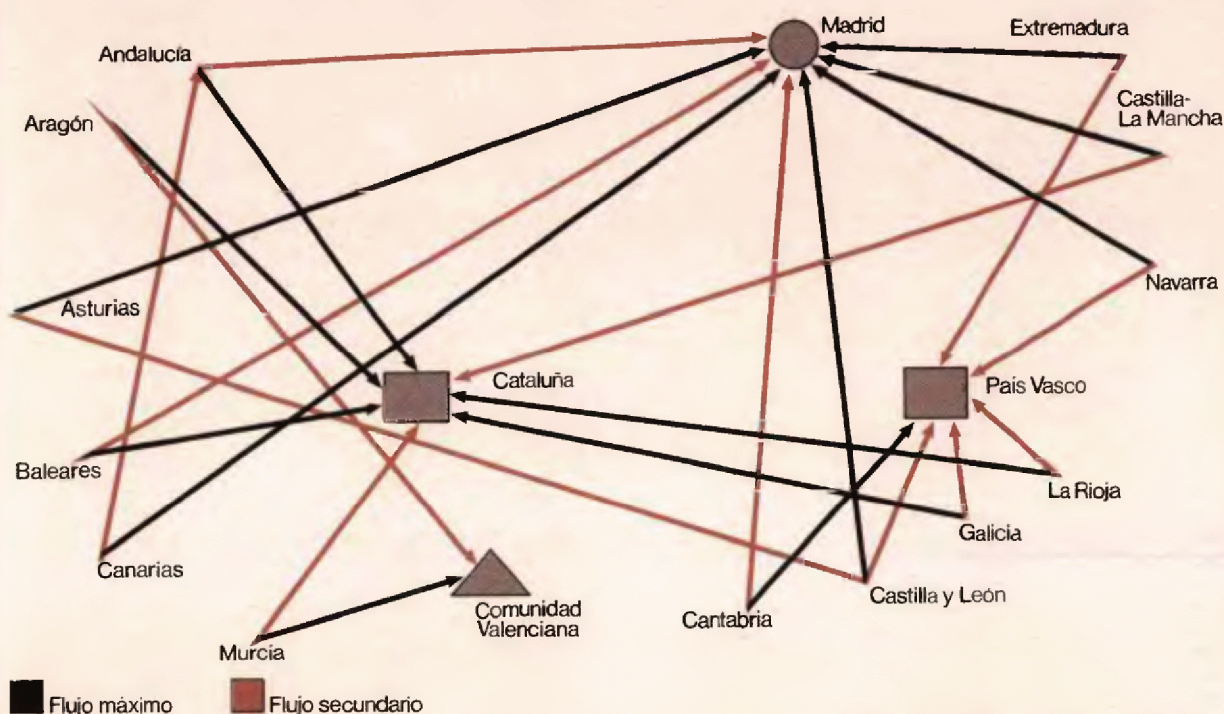 Madrid
Extremadura
Andalucía
Castilla-
La Mancha
Aragón
Navarra
Asturias
Cataluña
Pais Vasco
Baleares
La Rioja
Galicia
Canarias
Castilla y León
Comunidad
Valenciana
Cantabria
Murcia
Flujo máximo
Flujo secundario